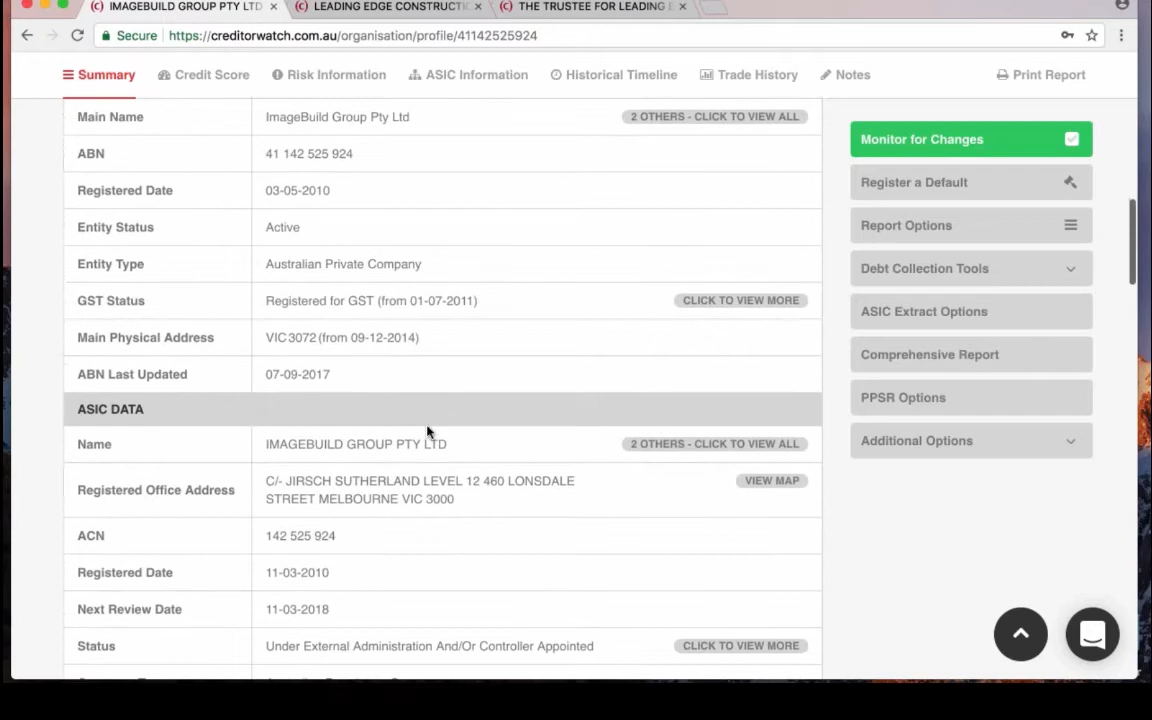 IMAGEBUILD GROUP PTY LTD
LEADING EDGE CONSTRUCTI
THE TRUSTEE FOR LEADING E
Secure https://creditorwatch.com.au/organisation/profile/41142525924
Summary Credit Score Risk Information ASIC Information Historical Timeline Trade History Notes Print Report
Main Name ImageBuild Group Pty Ltd 2 OTHERS - CLICK TO VIEW ALL
ABN 41 142 525 924
Registered Date 03-05-2010
Entity Status Active
Entity Type Australian Private Company
GST Status Registered for GST (from 01-07-2011) CLICK TO VIEW MORE
Main Physical Address VIC 3072 (from 09-12-2014)
ABN Last Updated 07-09-2017
ASIC DATA
Name IMAGEBUILD GROUP PTY LTD 2 OTHERS - CLICK TO VIEW ALL
Registered Office Address C/- JIRSCH SUTHERLAND LEVEL 12 460 LONSDALE
STREET MELBOURNE VIC 3000 VIEW MAP
ACN 142 525 924
Registered Date 11-03-2010
Next Review Date 11-03-2018
Status Under External Administration And/Or Controller Appointed CLICK TO VIEW MORE
Monitor for Changes
Register a Default
Report Options
Debt Collection Tools
ASIC Extract Options
Comprehensive Report
PPSR Options
Additional Options